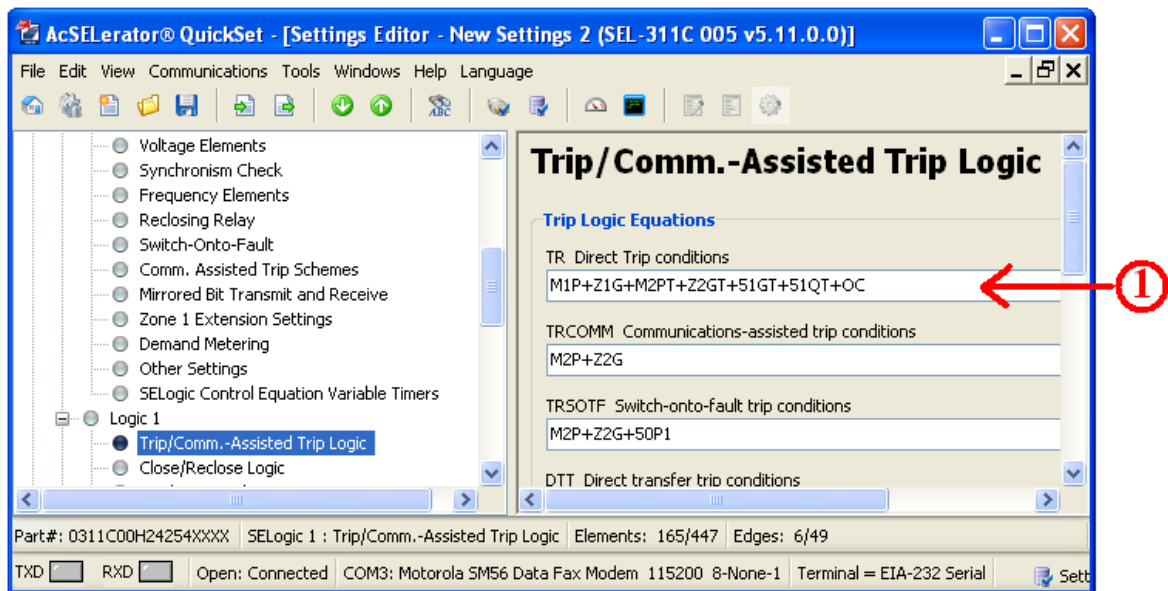 AcSELerator® QuickSet - [Settings Editor - New Settings 2 (SEL-311C 005 v5.11.0.0)]
File Edit View Communications Tools Windows Help Language
ABC
Voltage Elements
Synchronism Check
Frequency Elements
Reclosing Relay
Switch-Onto-Fault
Comm. Assisted Trip Schemes
Mirrored Bit Transmit and Receive
Zone 1 Extension Settings
Demand Metering
Other Settings
SELogic Control Equation Variable Timers
Logic 1
Trip/Comm.-Assisted Trip Logic
Close/Reclose Logic
Trip/Comm.-Assisted Trip Logic
Trip Logic Equations
TR Direct Trip conditions
M1P+Z1G+M2PT+Z2GT+51GT+51QT+OC
1
TRCOMM Communications-assisted trip conditions
M2P+Z2G
TRSOTF Switch-onto-fault trip conditions
M2P+Z2G+50P1
DTT Direct transfer trip conditions
Part#: 0311C00H24254XXXX SELogic 1 : Trip/Comm.-Assisted Trip Logic Elements: 165/447 Edges: 6/49
TXD RXD Open: Connected COM3: Motorola SM56 Data Fax Modem 115200 8-None-1 Terminal = EIA-232 Serial Sett